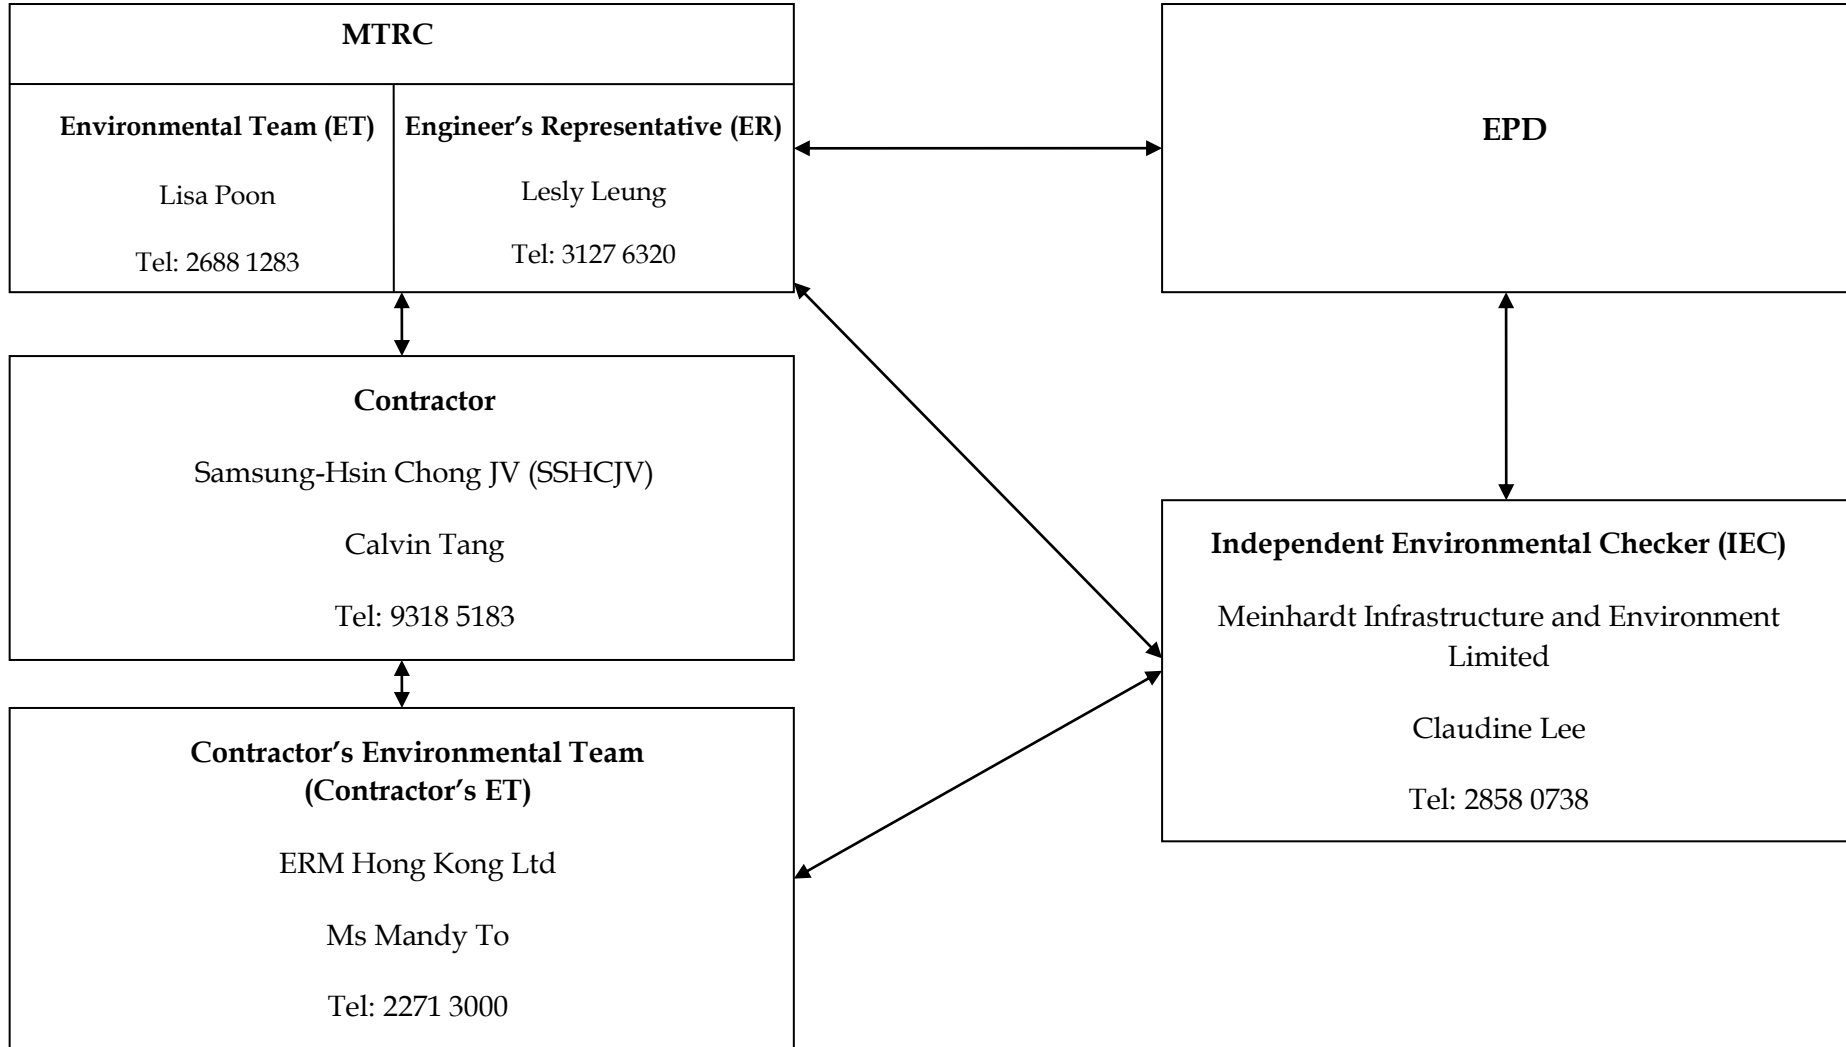 MTRC
Environmental Team (ET)
Lisa Poon
Tel: 2688 1283
Engineer’s Representative (ER)
Lesly Leung
Tel: 3127 6320
EPD
Contractor
Samsung-Hsin Chong JV (SSHCJV)
Calvin Tang
Tel: 9318 5183
Independent Environmental Checker (IEC)
Meinhardt Infrastructure and Environment
Limited
Claudine Lee
Tel: 2858 0738
Contractor’s Environmental Team
(Contractor’s ET)
ERM Hong Kong Ltd
Ms Mandy To
Tel: 2271 3000